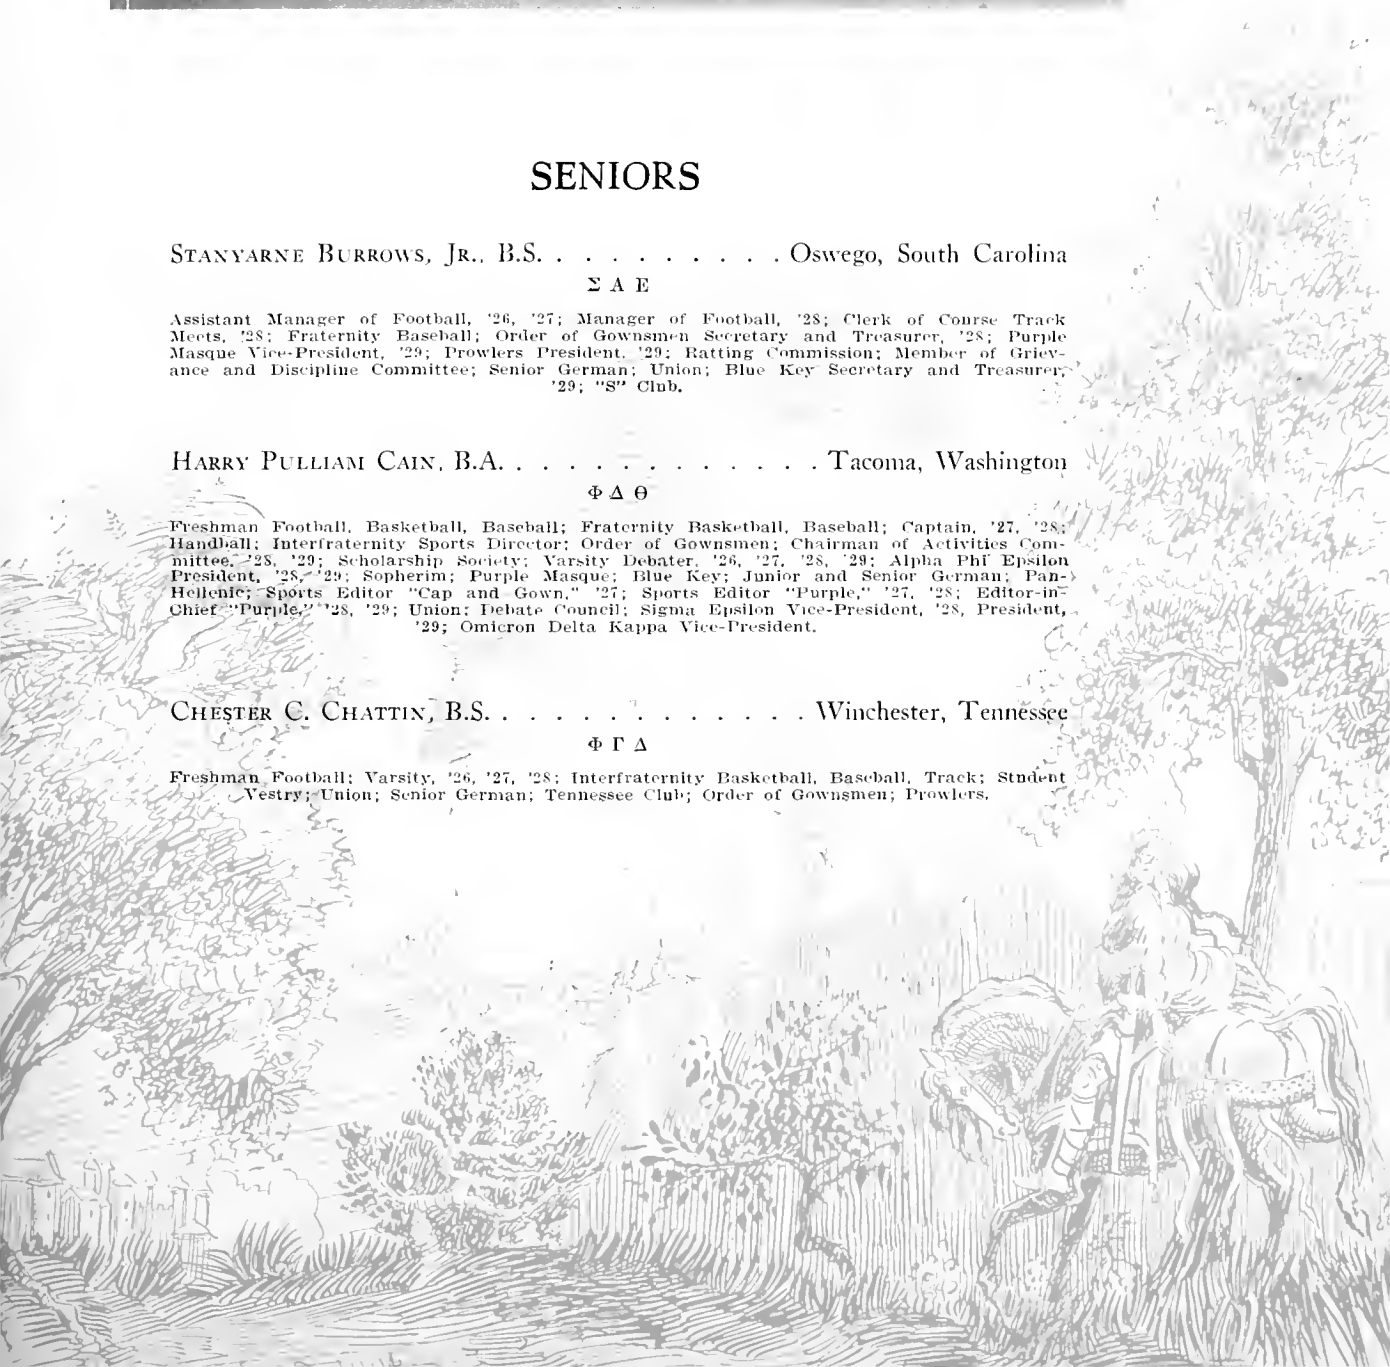 SENIORS
Stanyarne Burrows, Jr., B.S. . . . . . . . . . . Oswego, South Carolina
Σ Α Ε
Assistant Manager of Football, '26, '27; Manager of Football, '28; Clerk of Course Track
Meets, '28; Fraternity Baseball; Order of Gownsmen Secretary and Treasurer, '28; Purple
Masque Vice-President, '29; Prowlers President, '29; Ratting Commission; Member of Griev-
ance and Discipline Committee; Senior German; Union; Blue Key Secretary and Treasurer,
'29; "S" Club.
Harry Pulliam Cain, B.A. . . . . . . . . . . . . Tacoma, Washington
Φ Δ Θ
Freshman Football, Basketball, Baseball; Fraternity Basketball, Baseball; Captain, '27, '28;
Handball; Interfraternity Sports Director; Order of Gownsmen; Chairman of Activities Com-
mittee, '28, '29; Scholarship Society; Varsity Debater, '26, '27, '28, '29; Alpha Phi Epsilon
President, '28, '29; Sopherim; Purple Masque; Blue Key; Junior and Senior German; Pan-
Hellenic; Sports Editor "Cap and Gown," '27; Sports Editor "Purple," '27, '28; Editor-in-
Chief "Purple," '28, '29; Union; Debate Council; Sigma Epsilon Vice-President, '28, President,
'29; Omicron Delta Kappa Vice-President.
Chester C. Chattin, B.S. . . . . . . . . . . . . Winchester, Tennessee
Φ Γ Δ
Freshman Football; Varsity, '26, '27, '28; Interfraternity Basketball, Baseball, Track; Student
Vestry; Union; Senior German; Tennessee Club; Order of Gownsmen; Prowlers.